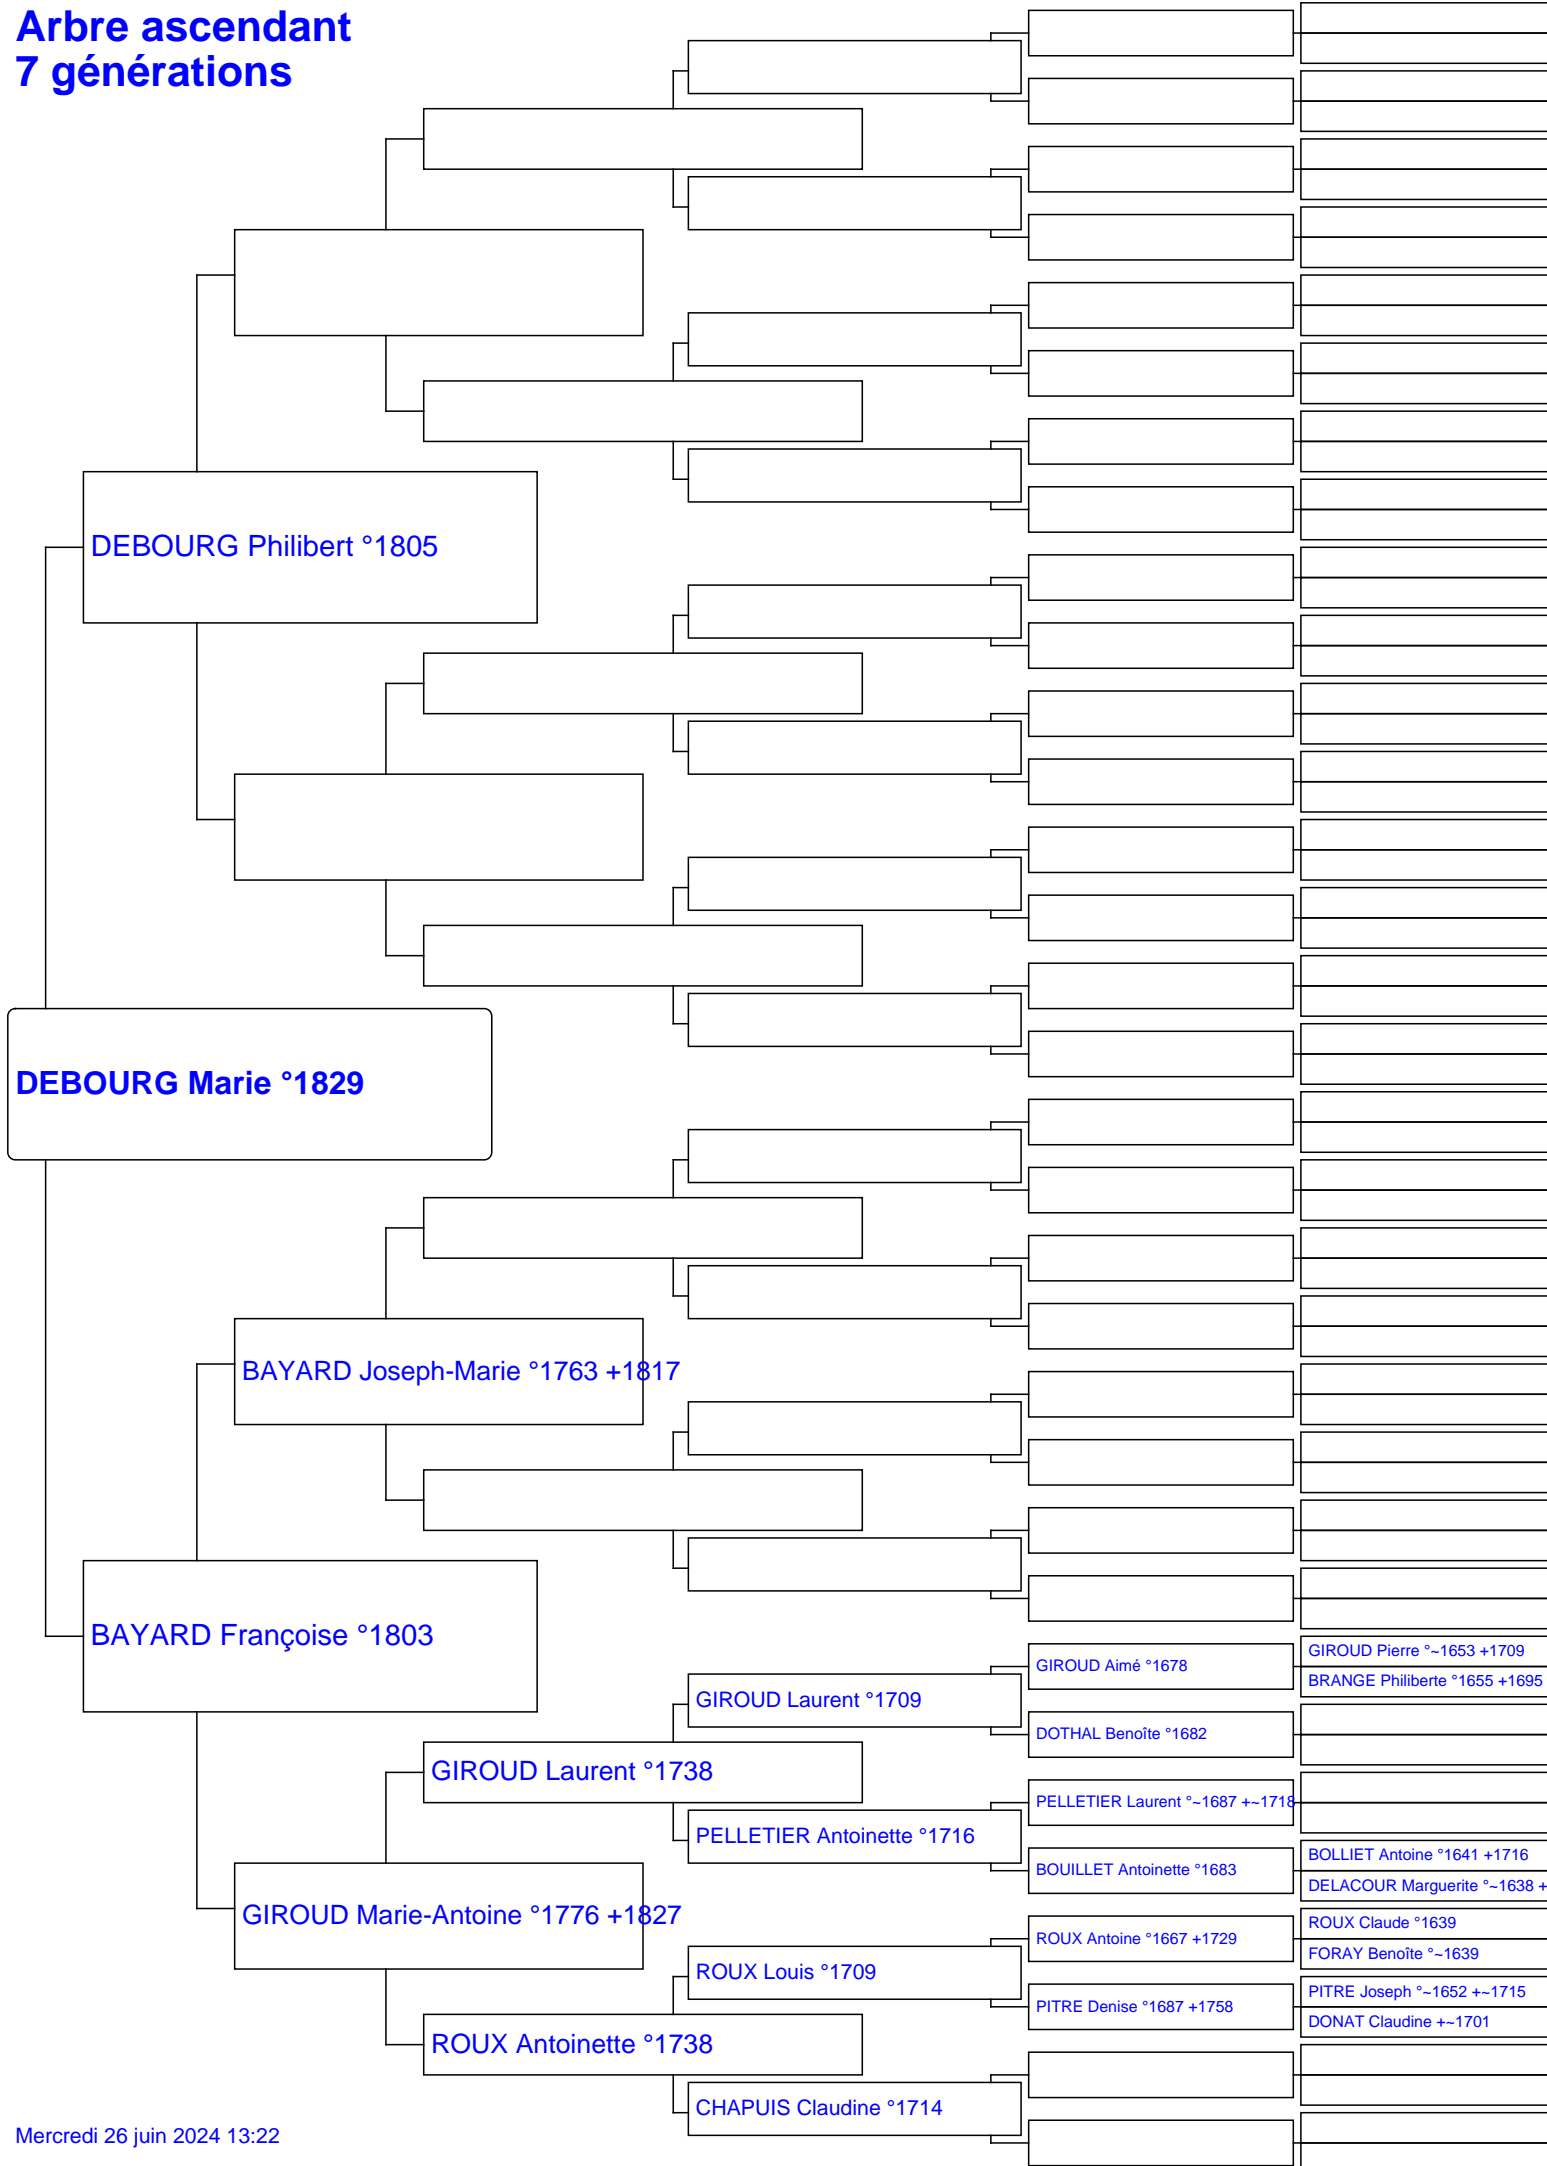 Arbre ascendant
7 générations
DEBOURG Philibert °1805
DEBOURG Marie °1829
BAYARD Joseph-Marie °1763 +1817
BAYARD Françoise °1803
GIROUD Pierre °~1653 +1709
GIROUD Aimé °1678
BRANGE Philiberte °1655 +1695
GIROUD Laurent °1709
DOTHAL Benoîte °1682
GIROUD Laurent °1738
PELLETIER Laurent °~1687 +~1718
PELLETIER Antoinette °1716
BOLLIET Antoine °1641 +1716
BOUILLET Antoinette °1683
DELACOUR Marguerite °~1638 +
GIROUD Marie-Antoine °1776 +1827
ROUX Claude °1639
ROUX Antoine °1667 +1729
FORAY Benoîte °~1639
ROUX Louis °1709
PITRE Joseph °~1652 +~1715
PITRE Denise °1687 +1758
DONAT Claudine +~1701
ROUX Antoinette °1738
CHAPUIS Claudine °1714
Mercredi 26 juin 2024 13:22